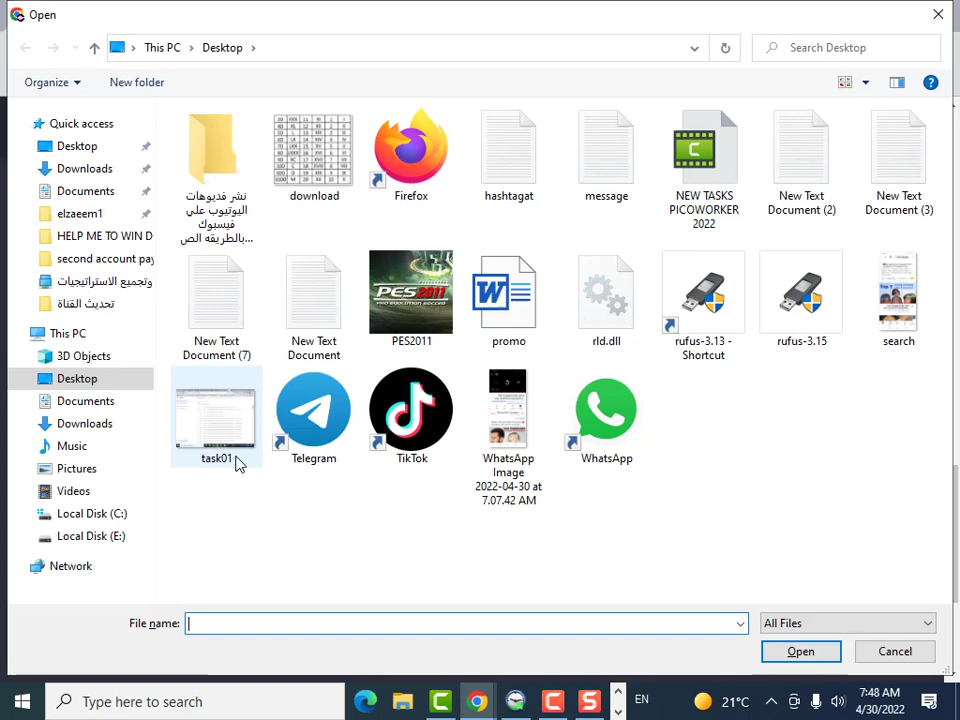 Open
This PC
Desktop
Search Desktop
Organize
New folder
Quick access
Desktop
Downloads
Documents
elzaeem1
HELP ME TO WIN D
second account pay
وتجميع الاستراتيجيات
تحديث القناة
This PC
3D Objects
Desktop
Documents
Downloads
Music
Pictures
Videos
Local Disk (C:)
Local Disk (E:)
Network
نشر فديوهات
اليوتيوب علي
فيسبوك
بالطريقه الص...
download
Firefox
hashtagat
message
NEW TASKS
PICOWORKER
2022
New Text
Document (2)
New Text
Document (3)
New Text
Document (7)
New Text
Document
PES2011
PES2011
promo
rld.dll
rufus-3.13 -
Shortcut
rufus-3.15
search
task01
Telegram
TikTok
WhatsApp
Image
2022-04-30 at
7.07.42 AM
WhatsApp
File name:
All Files
Open
Cancel
Type here to search
EN
21°C
7:48 AM
4/30/2022